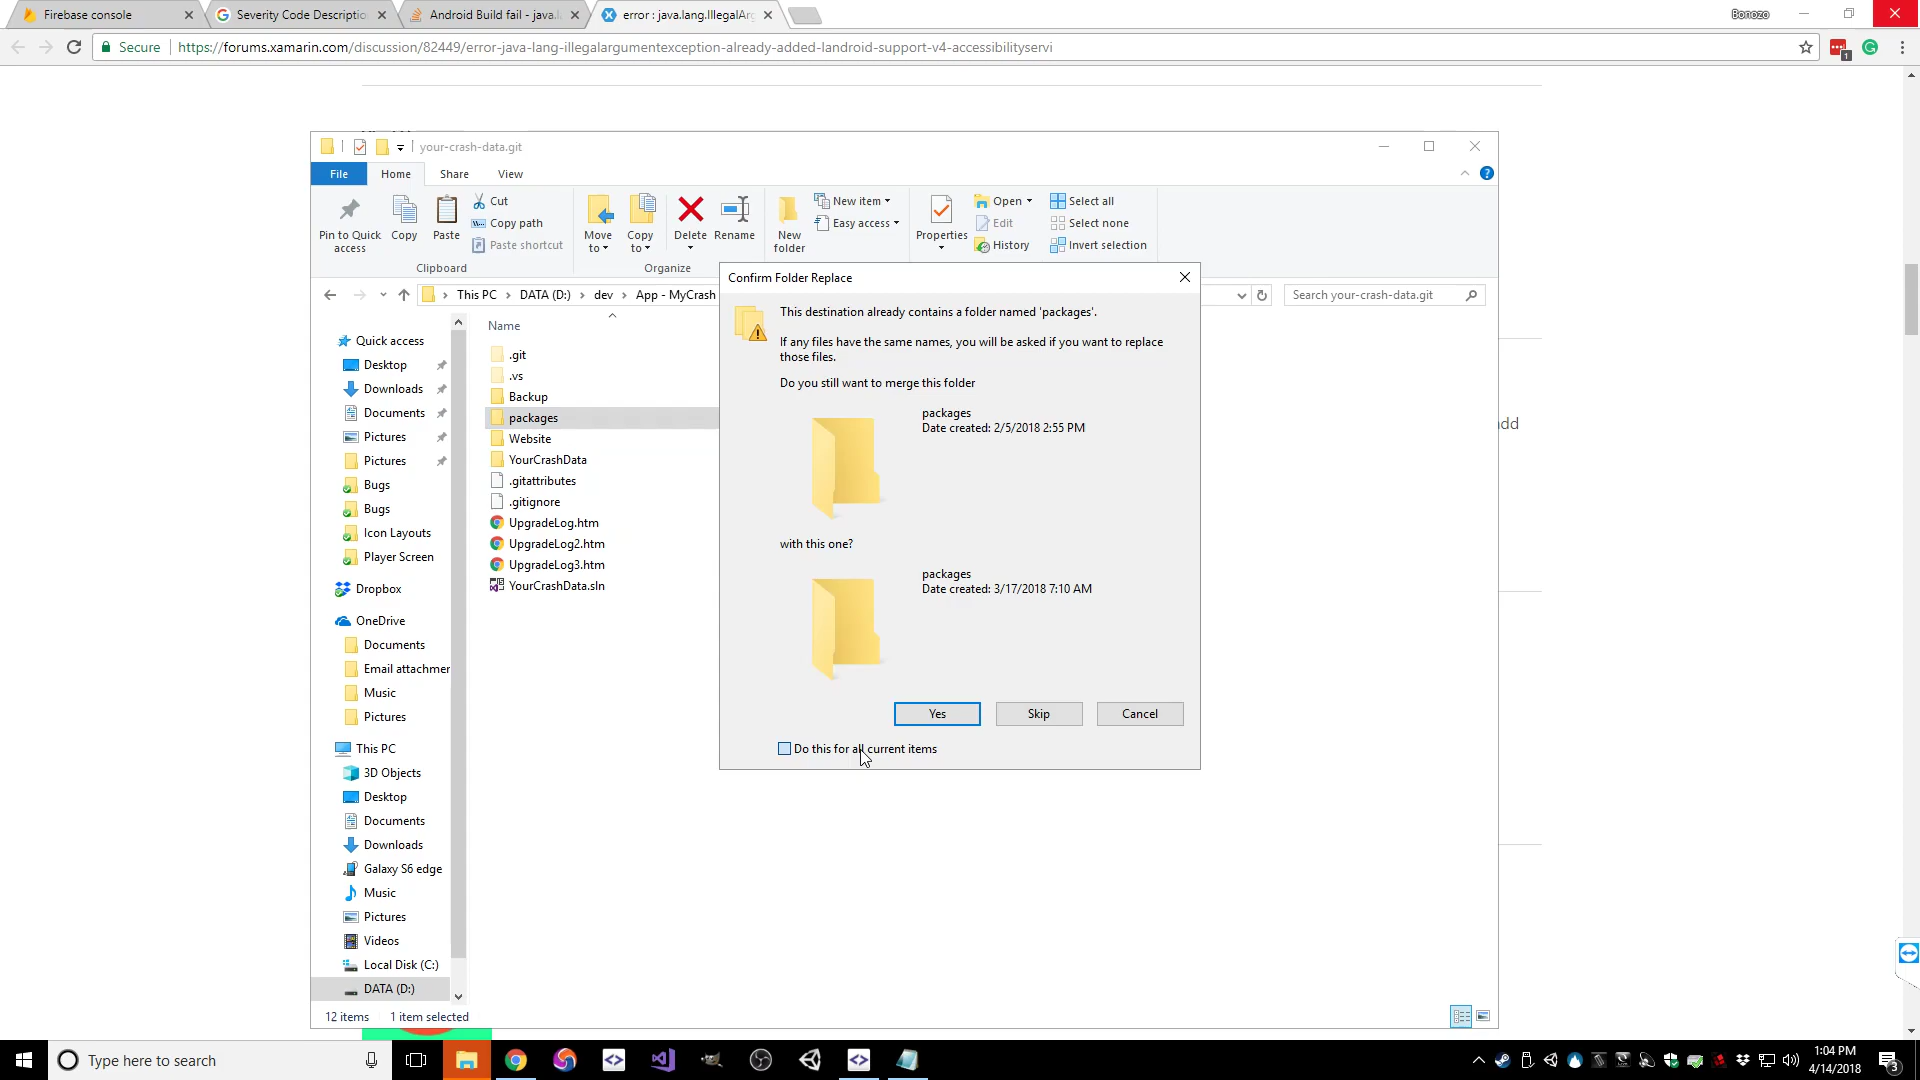 Firebase console
Severity Code Descriptio
Android Build fail - java.l
error : java.lang.IllegalArg
Bonozo
Secure
https://forums.xamarin.com/discussion/82449/error-java-lang-illegalargumentexception-already-added-landroid-support-v4-accessibilityservi
1
your-crash-data.git
File
Home
Share
View
Pin to Quick access
Copy
Paste
Cut
Copy path
Paste shortcut
Clipboard
Move to
Copy to
Delete
Rename
Organize
New folder
New item
Easy access
Properties
Open
Edit
History
Select all
Select none
Invert selection
This PC
DATA (D:)
dev
App - MyCrash
Search your-crash-data.git
Quick access
Desktop
Downloads
Documents
Pictures
Pictures
Bugs
Bugs
Icon Layouts
Player Screen
Dropbox
OneDrive
Documents
Email attachmer
Music
Pictures
This PC
3D Objects
Desktop
Documents
Downloads
Galaxy S6 edge
Music
Pictures
Videos
Local Disk (C:)
DATA (D:)
Name
.git
.vs
Backup
packages
Website
YourCrashData
.gitattributes
.gitignore
UpgradeLog.htm
UpgradeLog2.htm
UpgradeLog3.htm
YourCrashData.sln
Confirm Folder Replace
This destination already contains a folder named 'packages'.
If any files have the same names, you will be asked if you want to replace
those files.
Do you still want to merge this folder
packages
Date created: 2/5/2018 2:55 PM
with this one?
packages
Date created: 3/17/2018 7:10 AM
Yes
Skip
Cancel
Do this for all current items
12 items
1 item selected
Type here to search
1:04 PM
4/14/2018
3